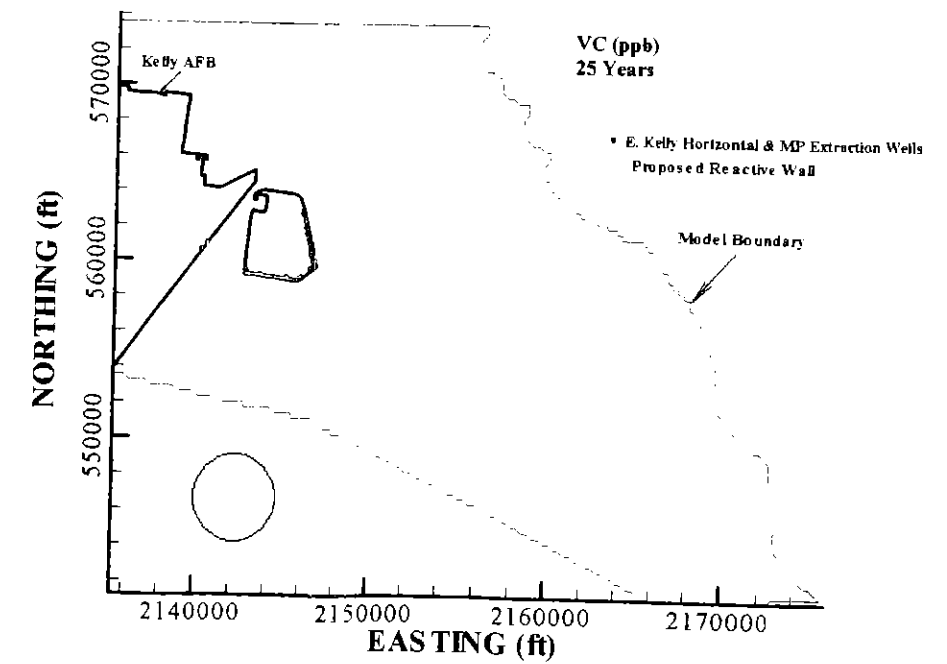 VC (ppb)
25 Years
Kelly AFB
• E. Kelly Horizontal & MP Extraction Wells
Proposed Reactive Wall
Model Boundary
NORTHING (ft)
570000
560000
550000
2140000
2150000
2160000
2170000
EASTING (ft)